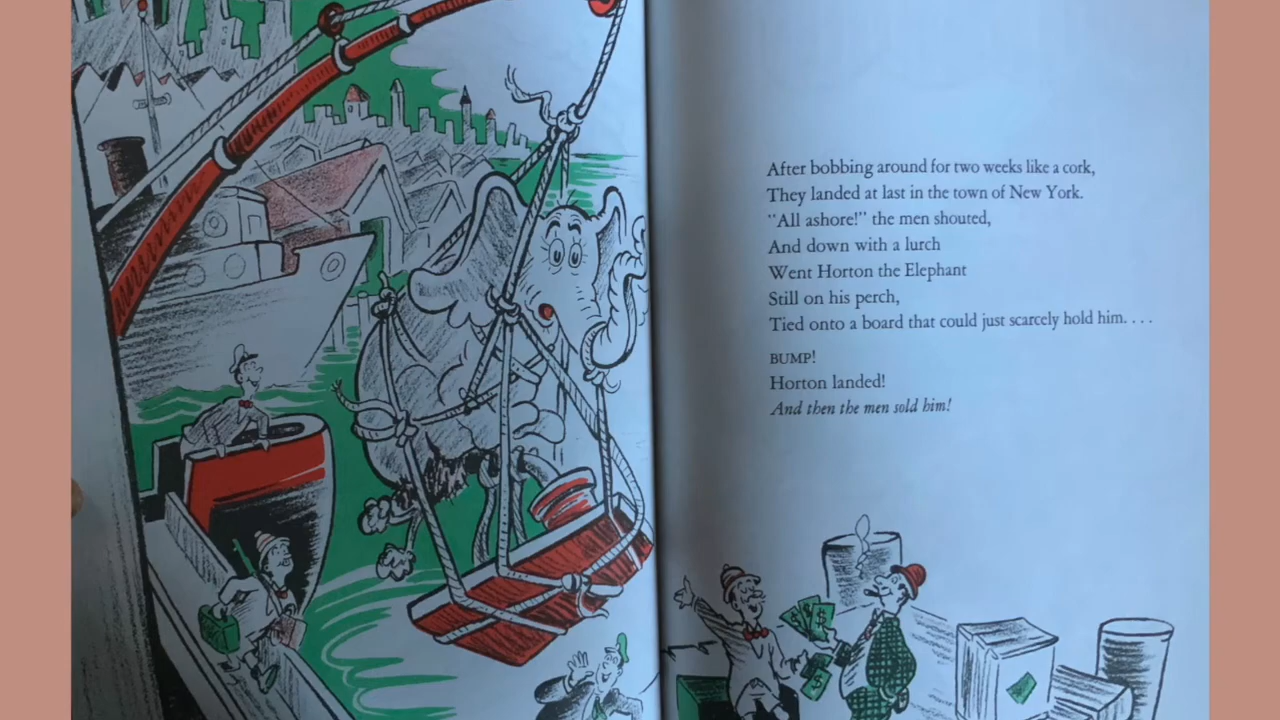 After bobbing around for two weeks like a cork,
They landed at last in the town of New York.
"All ashore!" the men shouted,
And down with a lurch
Went Horton the Elephant
Still on his perch,
Tied onto a board that could just scarcely hold him. . . .
BUMP!
Horton landed!
And then the men sold him!
$
$
$